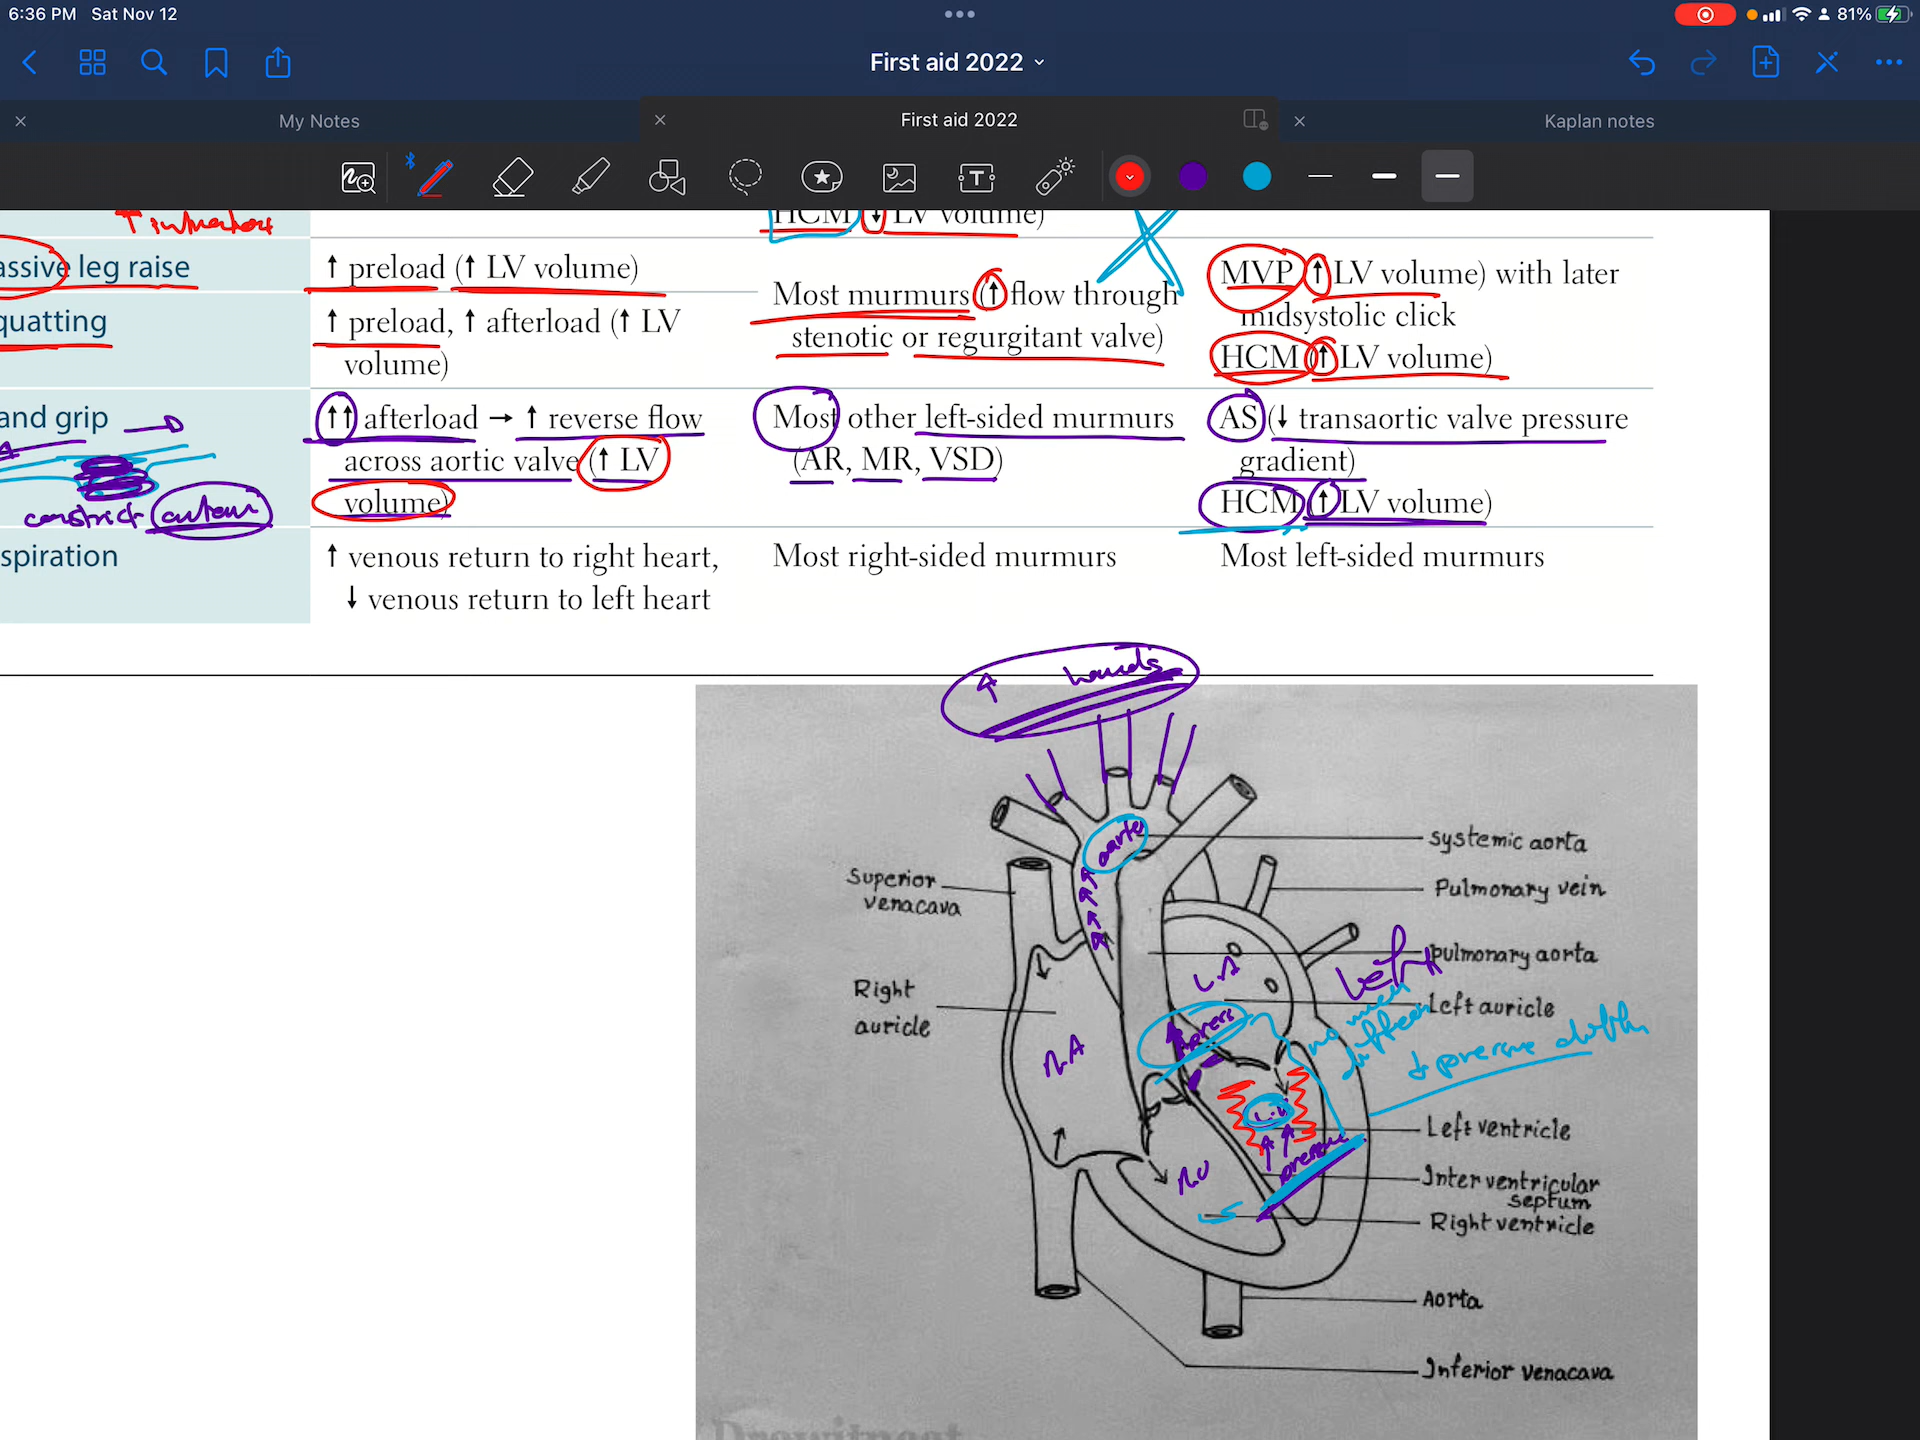 6:36 PM Sat Nov 12
81%
First aid 2022
My Notes
First aid 2022
Kaplan notes
HCM (↓ LV volume)
assive leg raise
↑ preload (↑ LV volume)
Most murmurs (↑ flow through
stenotic or regurgitant valve)
MVP (↑ LV volume) with later
midsystolic click
HCM (↑ LV volume)
quatting
↑ preload, ↑ afterload (↑ LV
volume)
and grip
↑↑ afterload → ↑ reverse flow
across aortic valve (↑ LV
volume)
Most other left-sided murmurs
(AR, MR, VSD)
AS (↓ transaortic valve pressure
gradient)
HCM (↑ LV volume)
constrict
spiration
↑ venous return to right heart,
↓ venous return to left heart
Most right-sided murmurs
Most left-sided murmurs
↑ hands
aorta
Systemic aorta
Superior
venacava
Pulmonary vein
Pulmonary aorta
LA
Left auricle
Right
auricle
RA
Left ventricle
RV
Inter ventricular
septum
Right ventricle
Aorta
Inferior venacava